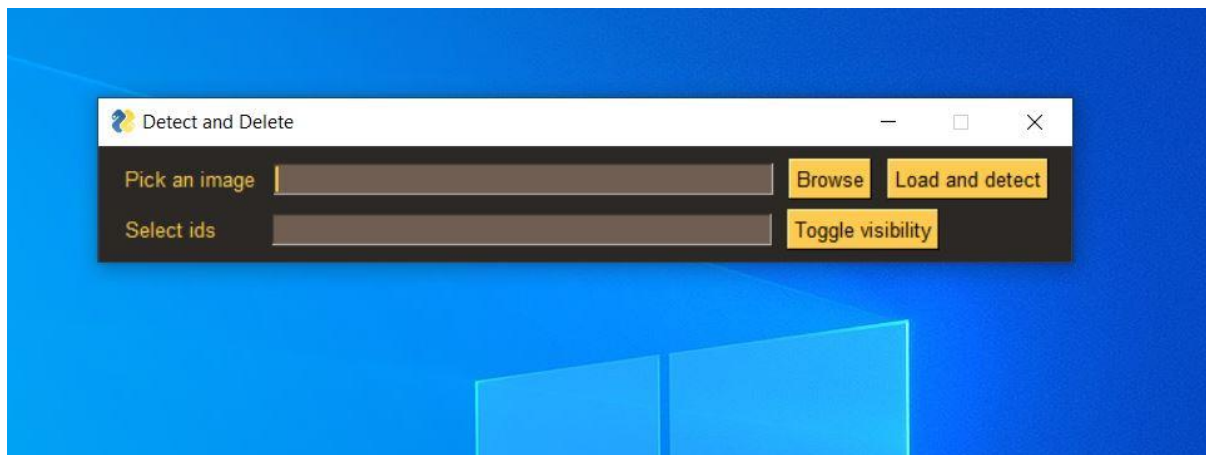 Detect and Delete
Pick an image Browse Load and detect
Select ids Toggle visibility